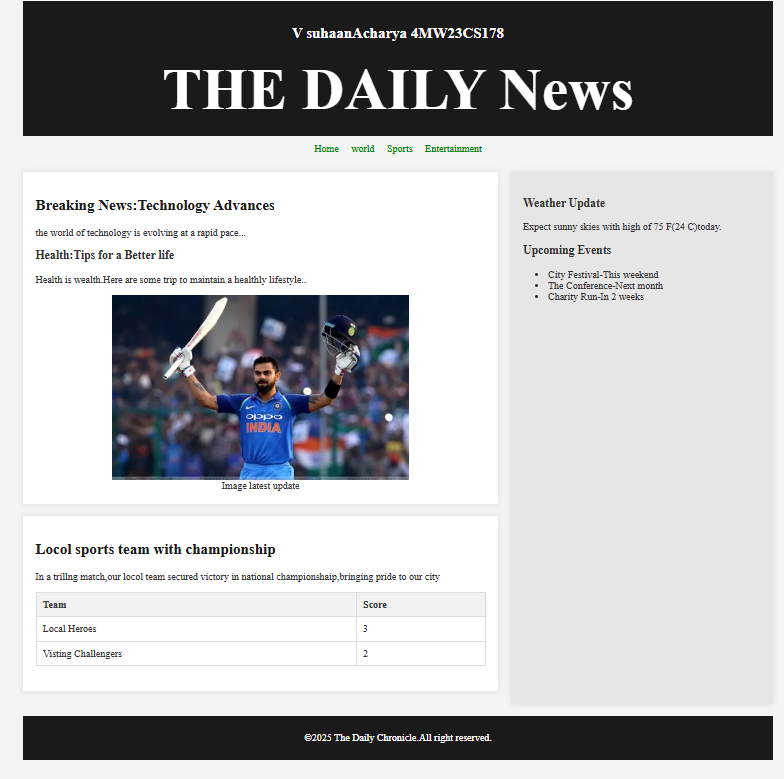 V suhaanAcharya 4MW23CS178
THE DAILY News
Home world Sports Entertainment
Breaking News:Technology Advances
the world of technology is evolving at a rapid pace...
Health:Tips for a Better life
Health is wealth.Here are some trip to maintain a healthly lifestyle..
oppo
INDIA
Image latest update
Locol sports team with championship
In a trillng match,our locol team secured victory in national championshaip,bringing pride to our city
Team Score
Local Heroes 3
Visting Challengers 2
Weather Update
Expect sunny skies with high of 75 F(24 C)today.
Upcoming Events
City Festival-This weekend
The Conference-Next month
Charity Run-In 2 weeks
©2025 The Daily Chronicle.All right reserved.